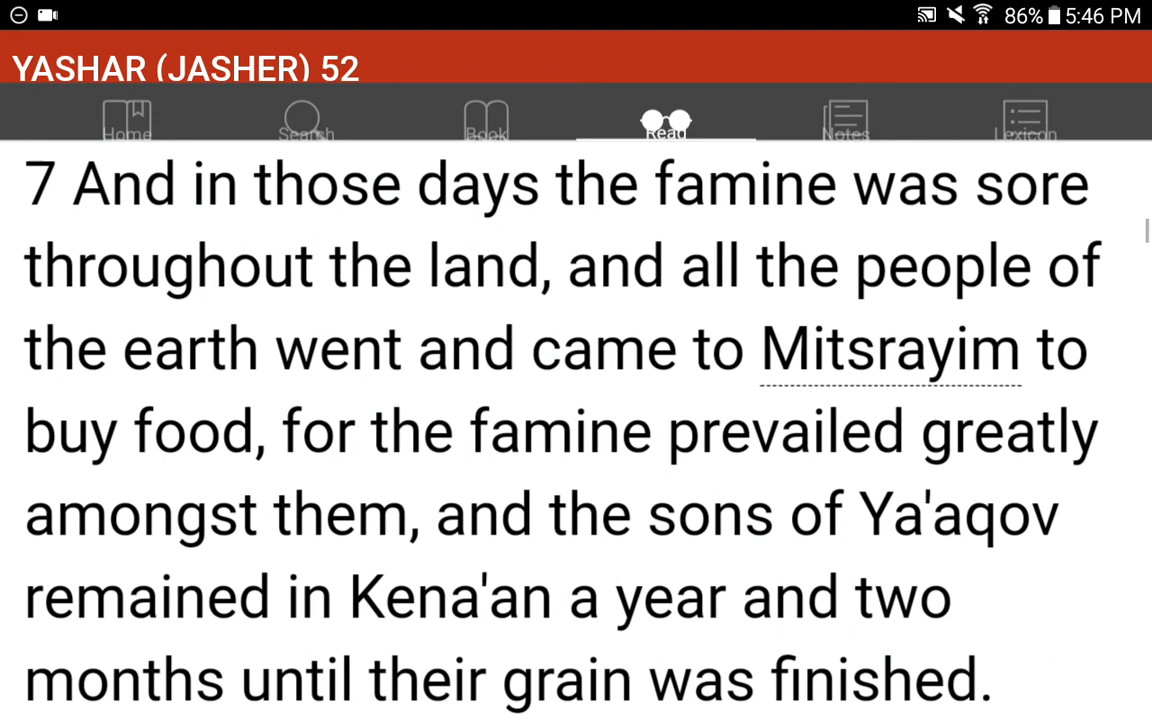 86% 5:46 PM
YASHAR (JASHER) 52
Home Search Book Read Notes Lexicon
7 And in those days the famine was sore
throughout the land, and all the people of
the earth went and came to Mitsrayim to
buy food, for the famine prevailed greatly
amongst them, and the sons of Ya'aqov
remained in Kena'an a year and two
months until their grain was finished.